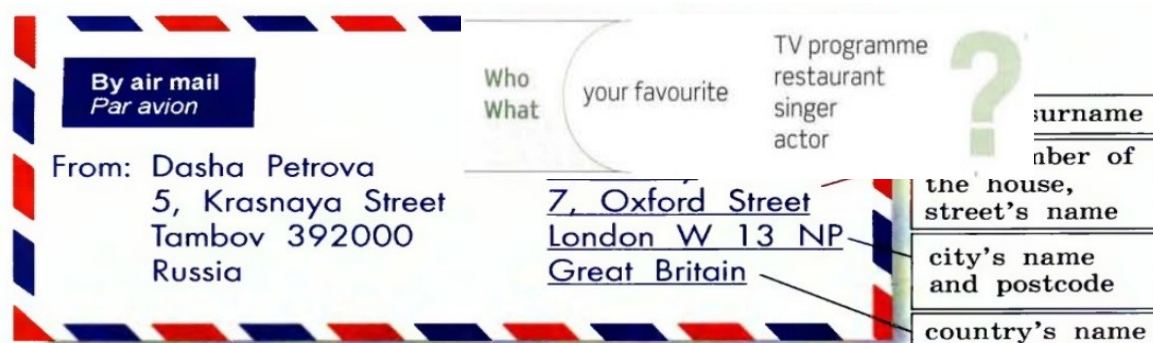 By air mail
Par avion
From: Dasha Petrova
5, Krasnaya Street
Tambov 392000
Russia
Who
What
your favourite
TV programme
restaurant
singer
actor
?
7, Oxford Street
London W 13 NP
Great Britain
surname
of
the house,
street's name
city's name
and postcode
country's name